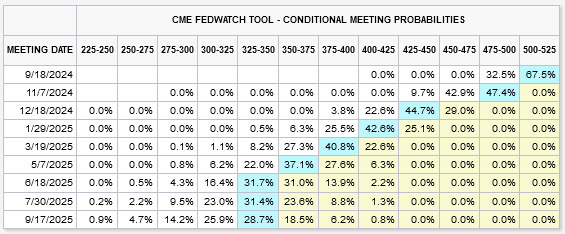 CME FEDWATCH TOOL - CONDITIONAL MEETING PROBABILITIES
MEETING DATE 225-250 250-275 275-300 300-325 325-350 350-375 375-400 400-425 425-450 450-475 475-500 500-525
9/18/2024 0.0% 0.0% 0.0% 32.5% 67.5%
11/7/2024 0.0% 0.0% 0.0% 0.0% 0.0% 0.0% 9.7% 42.9% 47.4% 0.0%
12/18/2024 0.0% 0.0% 0.0% 0.0% 0.0% 0.0% 3.8% 22.6% 44.7% 29.0% 0.0% 0.0%
1/29/2025 0.0% 0.0% 0.0% 0.0% 0.5% 6.3% 25.5% 42.6% 25.1% 0.0% 0.0% 0.0%
3/19/2025 0.0% 0.0% 0.1% 1.1% 8.2% 27.3% 40.8% 22.6% 0.0% 0.0% 0.0% 0.0%
5/7/2025 0.0% 0.0% 0.8% 6.2% 22.0% 37.1% 27.6% 6.3% 0.0% 0.0% 0.0% 0.0%
6/18/2025 0.0% 0.5% 4.3% 16.4% 31.7% 31.0% 13.9% 2.2% 0.0% 0.0% 0.0% 0.0%
7/30/2025 0.2% 2.2% 9.5% 23.0% 31.4% 23.6% 8.8% 1.3% 0.0% 0.0% 0.0% 0.0%
9/17/2025 0.9% 4.7% 14.2% 25.9% 28.7% 18.5% 6.2% 0.8% 0.0% 0.0% 0.0% 0.0%